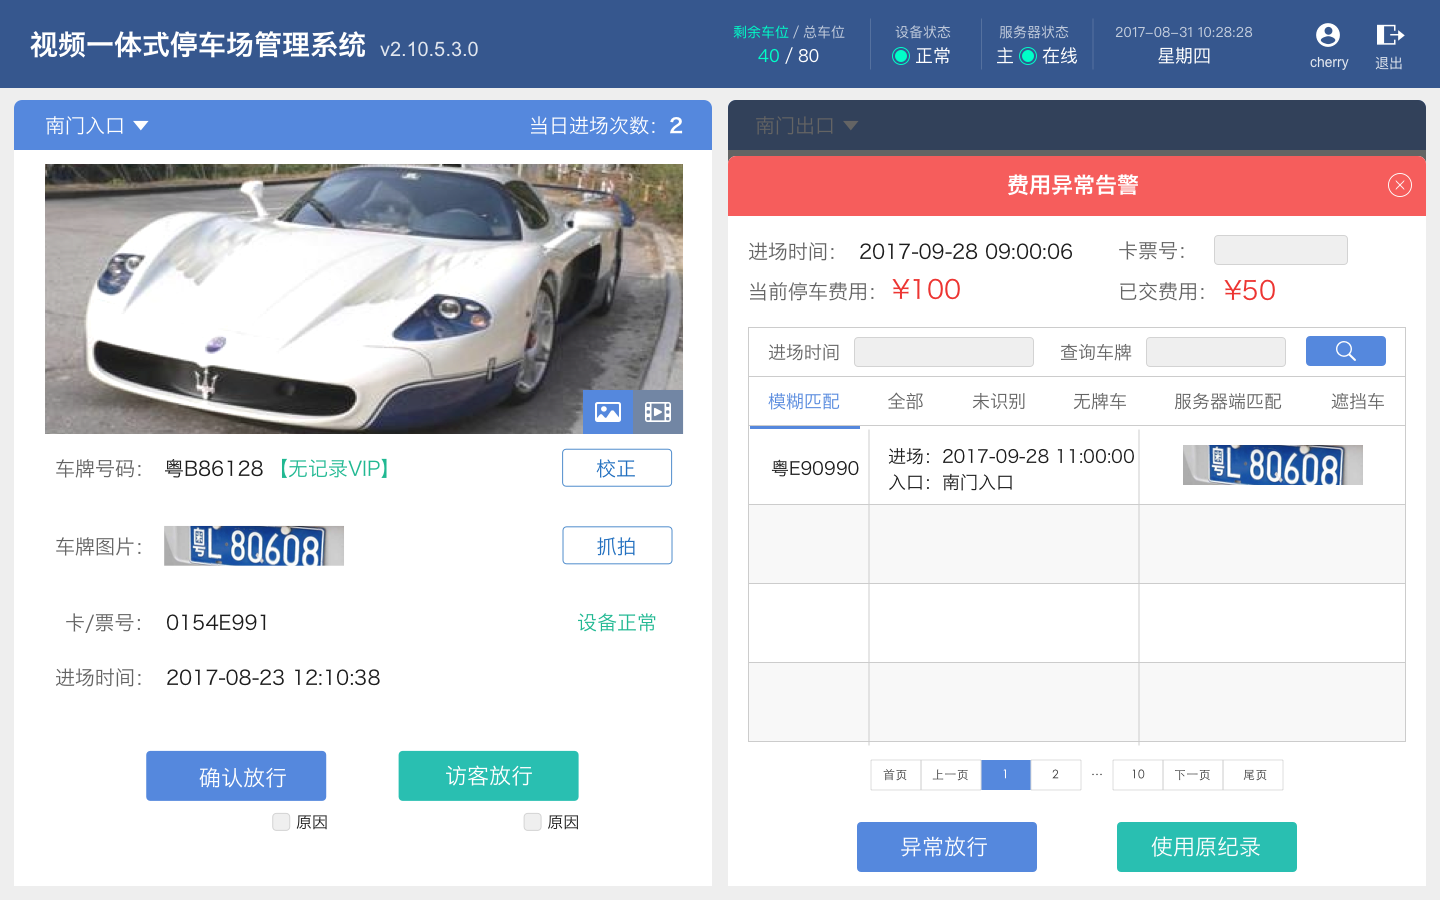 视频一体式停车场管理系统 v2.10.5.3.0
剩余车位 / 总车位
40 / 80
设备状态
正常
服务器状态
主 在线
2017-08-31 10:28:28
星期四
cherry
退出
南门入口
当日进场次数：2
车牌号码： 粤B86128 【无记录VIP】
校正
车牌图片： 粤L 8Q608
抓拍
卡/票号： 0154E991
设备正常
进场时间： 2017-08-23 12:10:38
确认放行
访客放行
原因
原因
南门出口
费用异常告警
进场时间： 2017-09-28 09:00:06
卡票号：
当前停车费用： ¥100
已交费用： ¥50
进场时间
查询车牌
模糊匹配
全部
未识别
无牌车
服务器端匹配
遮挡车
粤E90990
进场：2017-09-28 11:00:00
入口：南门入口
粤L 8Q608
首页
上一页
1
2
···
10
下一页
尾页
异常放行
使用原纪录